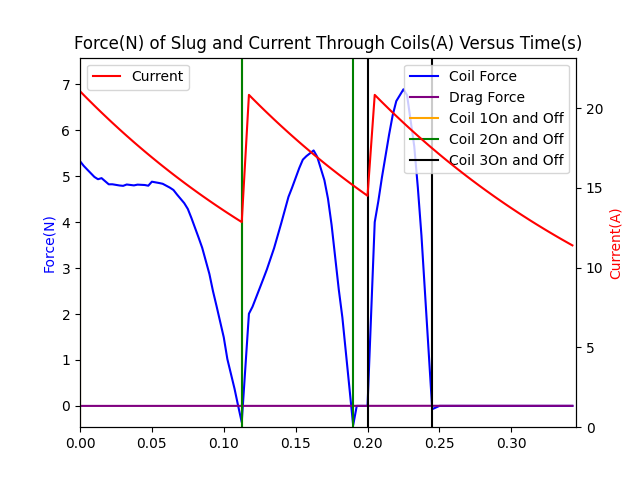 Force(N) of Slug and Current Through Coils(A) Versus Time(s)
Current
Coil Force
Drag Force
Coil 1On and Off
Coil 2On and Off
Coil 3On and Off
Force(N)
7
6
5
4
3
2
1
0
Current(A)
20
15
10
5
0
0.00 0.05 0.10 0.15 0.20 0.25 0.30